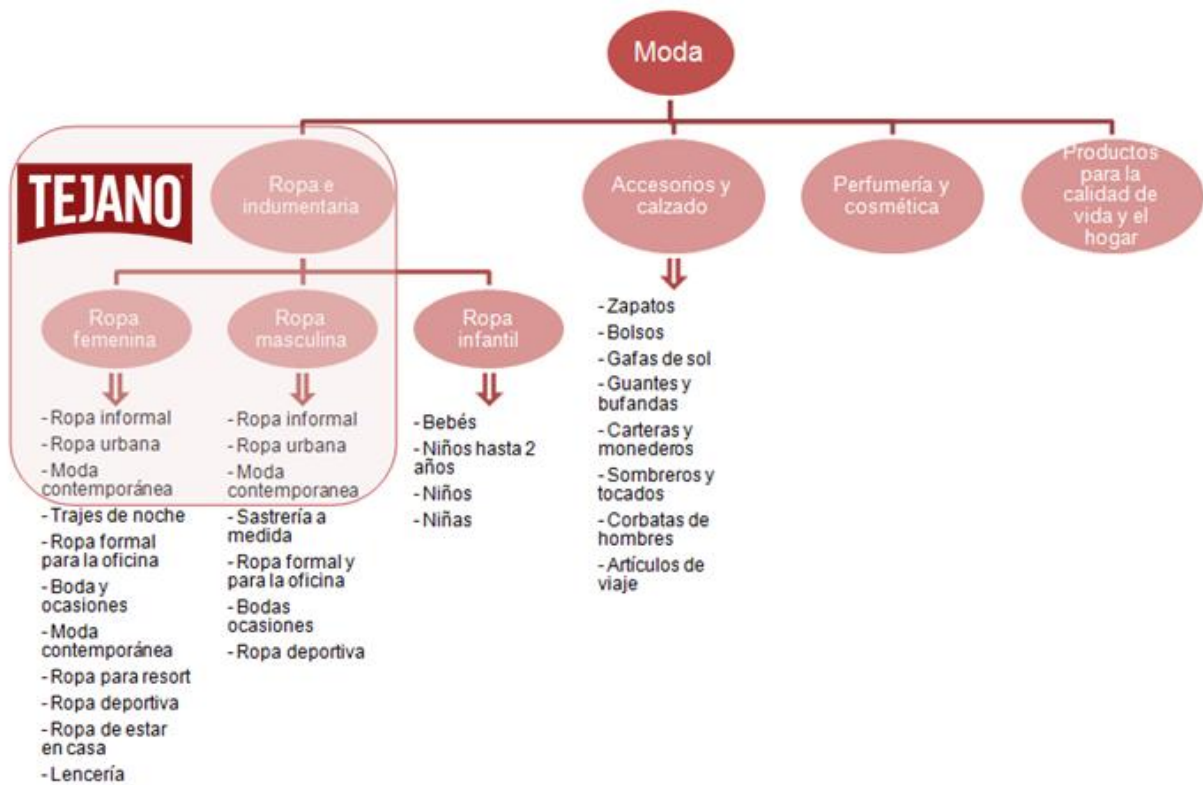 Moda
TEJANO
Ropa e
indumentaria
Accesorios y
calzado
Perfumería y
cosmética
Productos
para la
calidad de
vida y el
hogar
Ropa
femenina
Ropa
masculina
Ropa
infantil
- Ropa informal
- Ropa urbana
- Moda
contemporánea
- Trajes de noche
- Ropa formal
para la oficina
- Boda y
ocasiones
- Moda
contemporánea
- Ropa para resort
- Ropa deportiva
- Ropa de estar
en casa
- Lencería
- Ropa informal
- Ropa urbana
- Moda
contemporanea
- Sastrería a
medida
- Ropa formal y
para la oficina
- Bodas
ocasiones
- Ropa deportiva
- Bebés
- Niños hasta 2
años
- Niños
- Niñas
- Zapatos
- Bolsos
- Gafas de sol
- Guantes y
bufandas
- Carteras y
monederos
- Sombreros y
tocados
- Corbatas de
hombres
- Artículos de
viaje